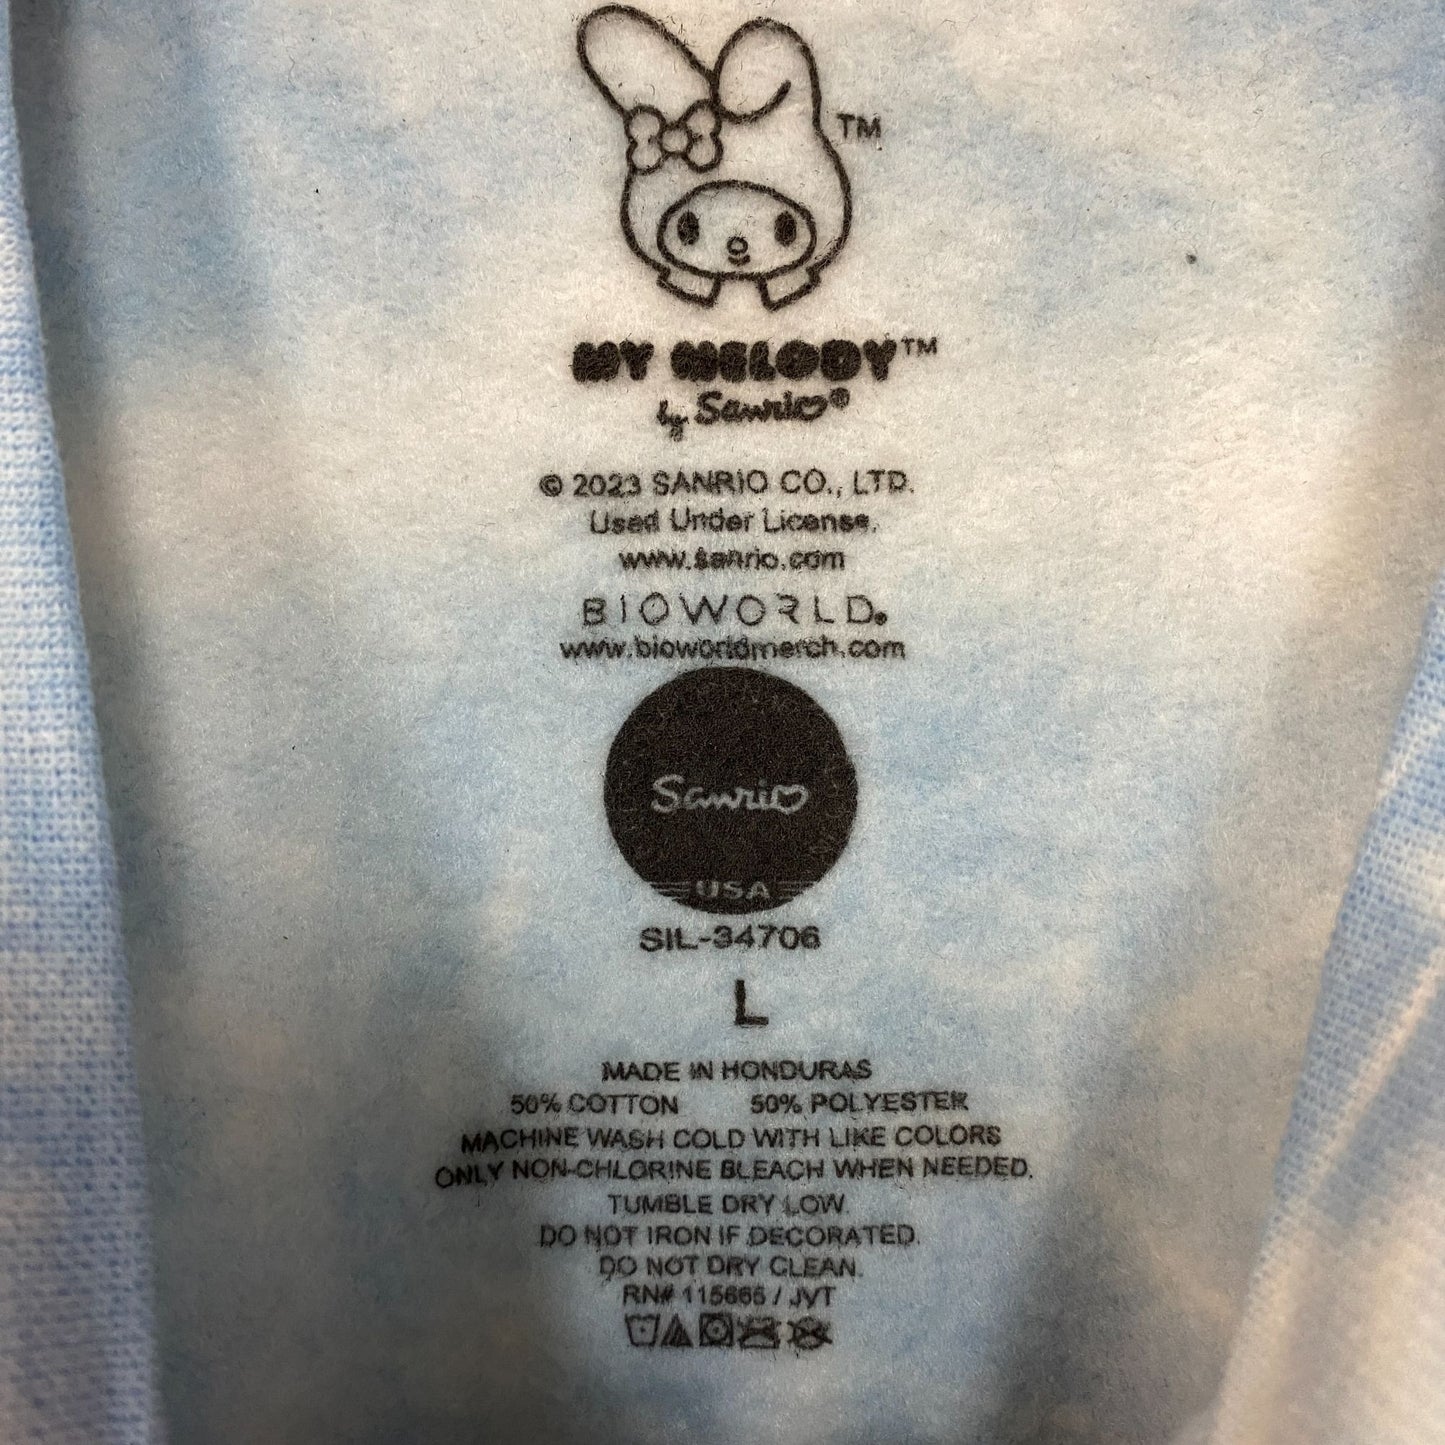 TM
MY MELODY™
by Sanrio®
© 2023 SANRIO CO., LTD.
Used Under License.
www.sanrio.com
BIOWORLD®
www.bioworldmerch.com
Sanrio
USA
SIL-34706
L
MADE IN HONDURAS
50% COTTON 50% POLYESTER
MACHINE WASH COLD WITH LIKE COLORS
ONLY NON-CHLORINE BLEACH WHEN NEEDED.
TUMBLE DRY LOW.
DO NOT IRON IF DECORATED.
DO NOT DRY CLEAN.
RN# 115665 / JVT